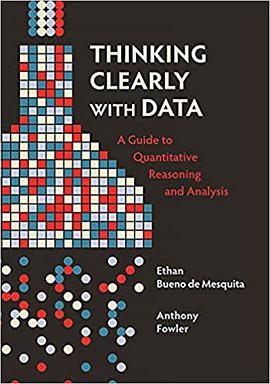 THINKING
CLEARLY
WITH DATA
A Guide to
Quantitative
Reasoning
and Analysis
Ethan
Bueno de Mesquita
Anthony
Fowler